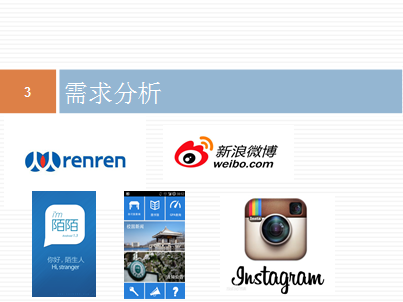 3
需求分析
renren
新浪微博
weibo.com
i'm
陌陌
你好，陌生人
Hi, stranger
Instagram